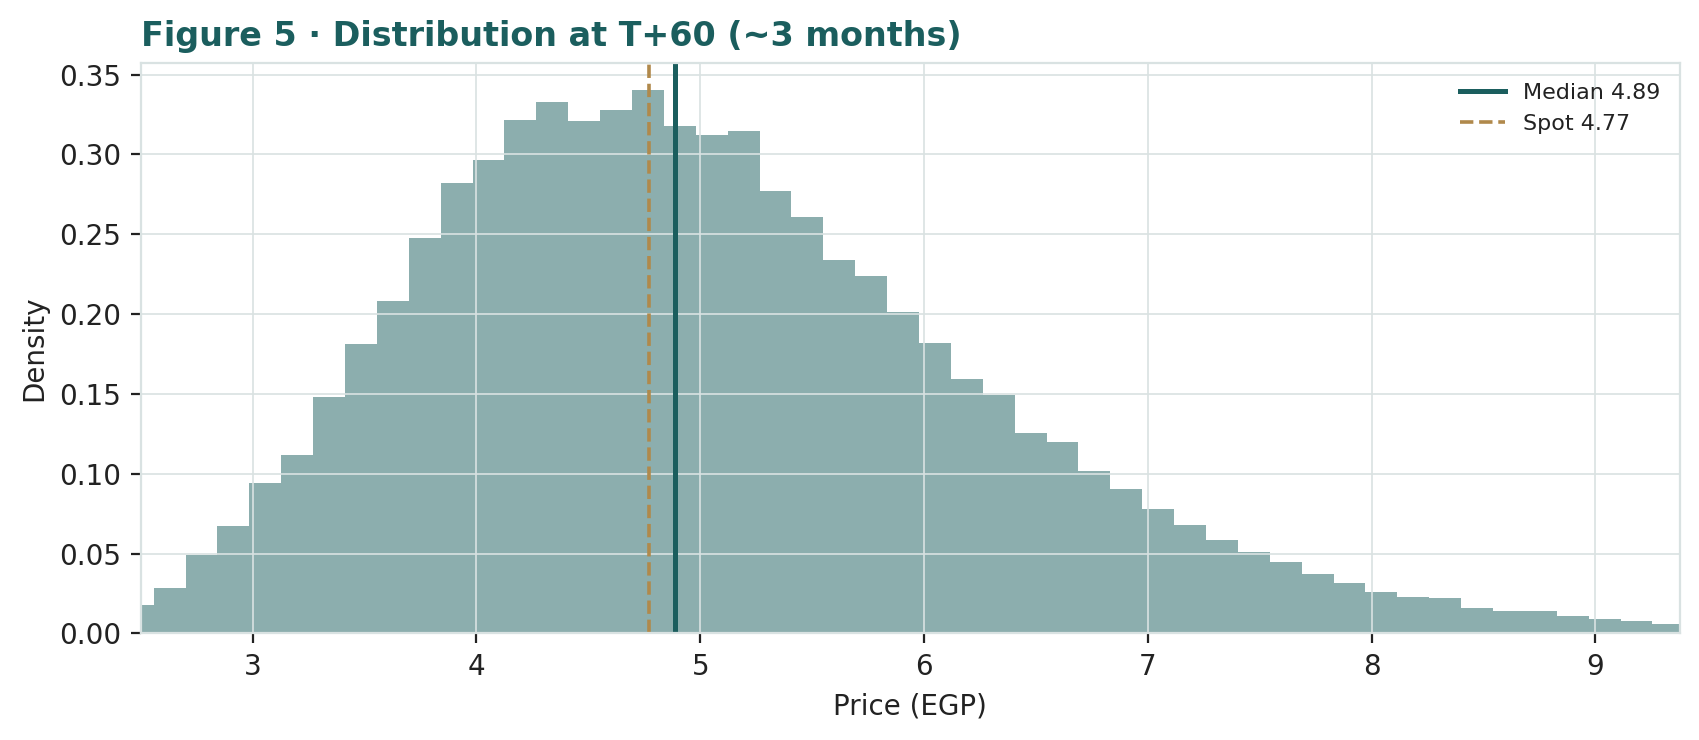 Figure 5 · Distribution at T+60 (~3 months)
Median 4.89
Spot 4.77
Density
0.35
0.30
0.25
0.20
0.15
0.10
0.05
0.00
3 4 5 6 7 8 9
Price (EGP)